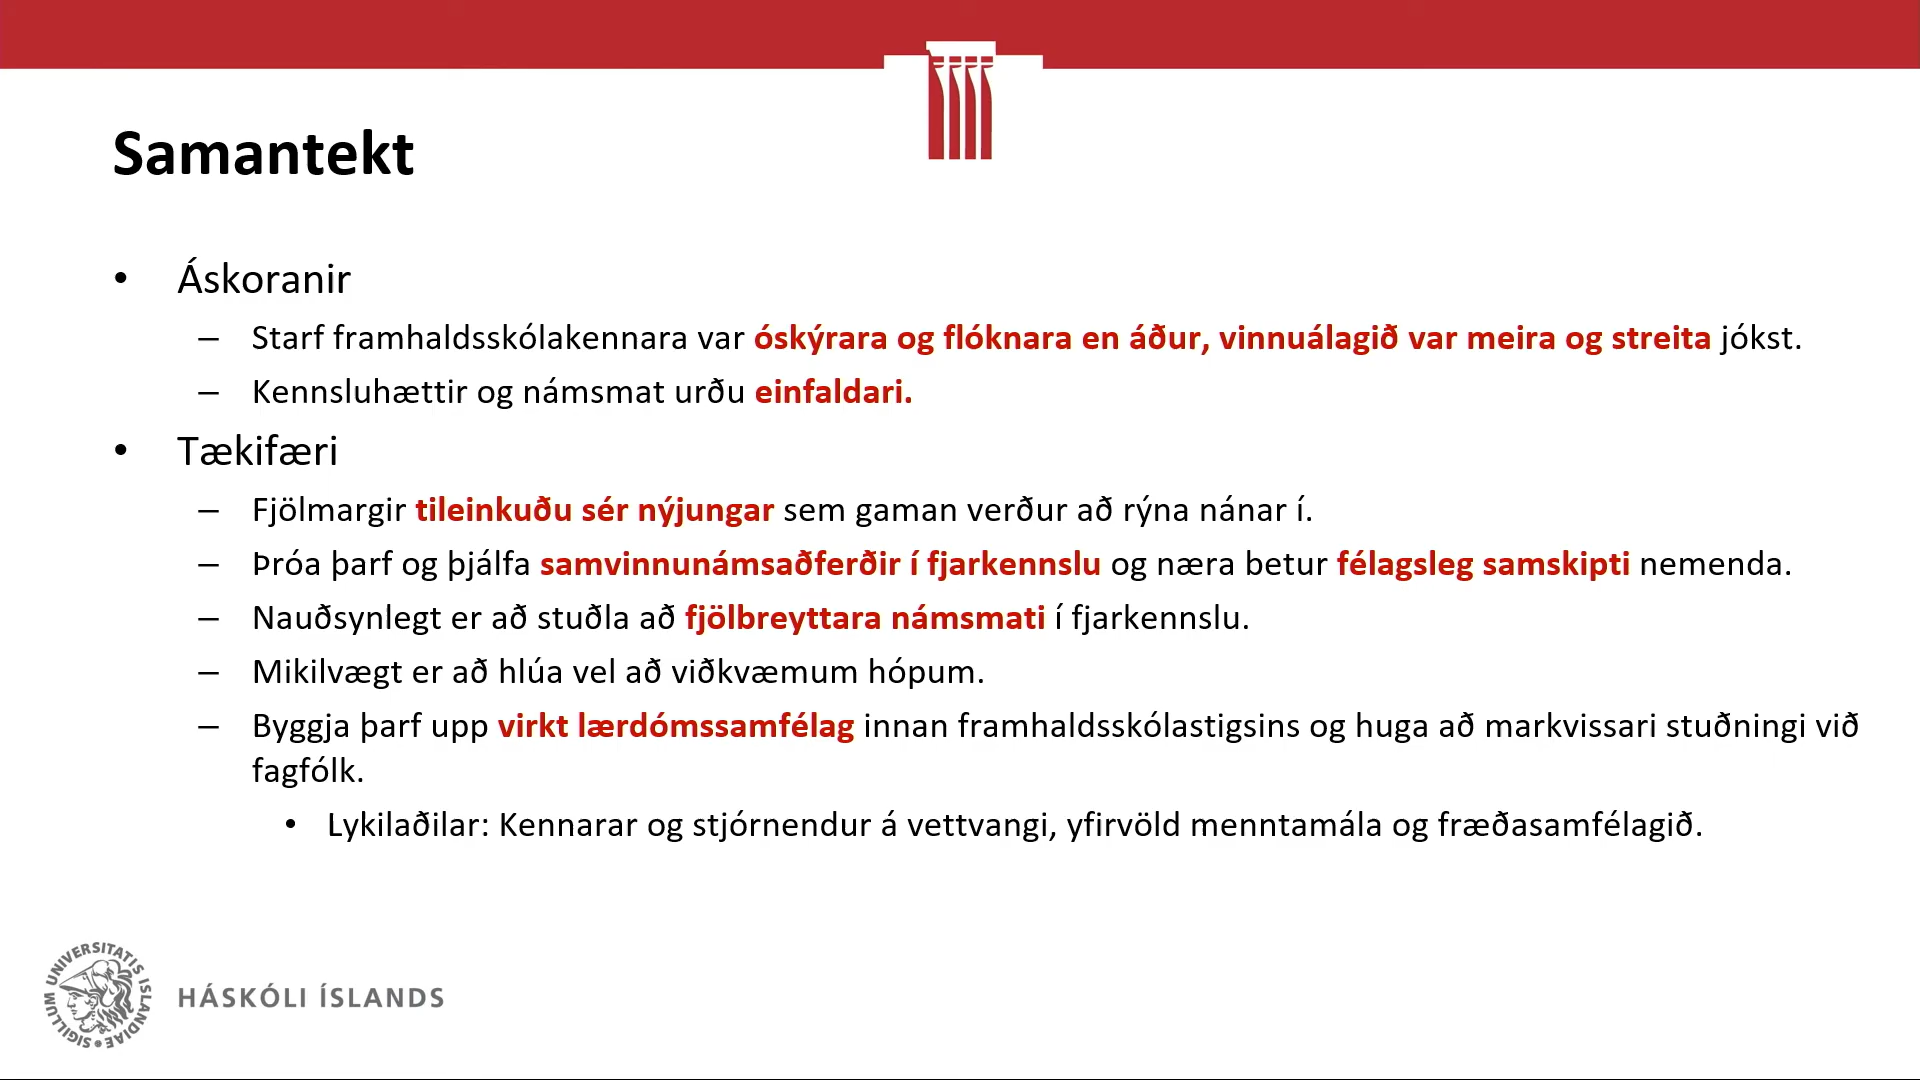 Samantekt
• Áskoranir
– Starf framhaldsskólakennara var óskýrara og flóknara en áður, vinnuálagið var meira og streita jókst.
– Kennsluhættir og námsmat urðu einfaldari.
• Tækifæri
– Fjölmargir tileinkuðu sér nýjungar sem gaman verður að rýna nánar í.
– Þróa þarf og þjálfa samvinnunámsaðferðir í fjarkennslu og næra betur félagsleg samskipti nemenda.
– Nauðsynlegt er að stuðla að fjölbreyttara námsmati í fjarkennslu.
– Mikilvægt er að hlúa vel að viðkvæmum hópum.
– Byggja þarf upp virkt lærdómssamfélag innan framhaldsskólastigsins og huga að markvissari stuðningi við
fagfólk.
• Lykilaðilar: Kennarar og stjórnendur á vettvangi, yfirvöld menntamála og fræðasamfélagið.
SIGILLUM UNIVERSITATIS ISLANDIAE
HÁSKÓLI ÍSLANDS